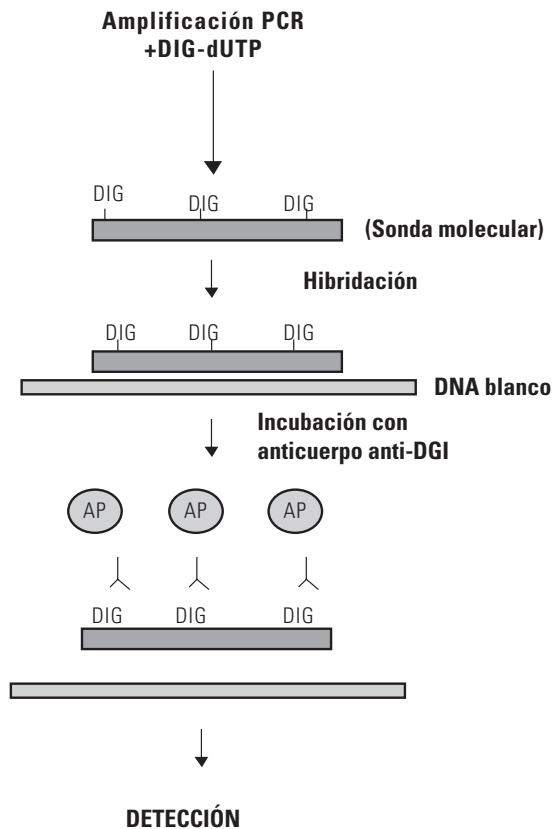 Amplificación PCR
+DIG-dUTP
DIG DIG DIG
(Sonda molecular)
Hibridación
DIG DIG DIG
DNA blanco
Incubación con
anticuerpo anti-DGI
AP AP AP
DIG DIG DIG
DETECCIÓN